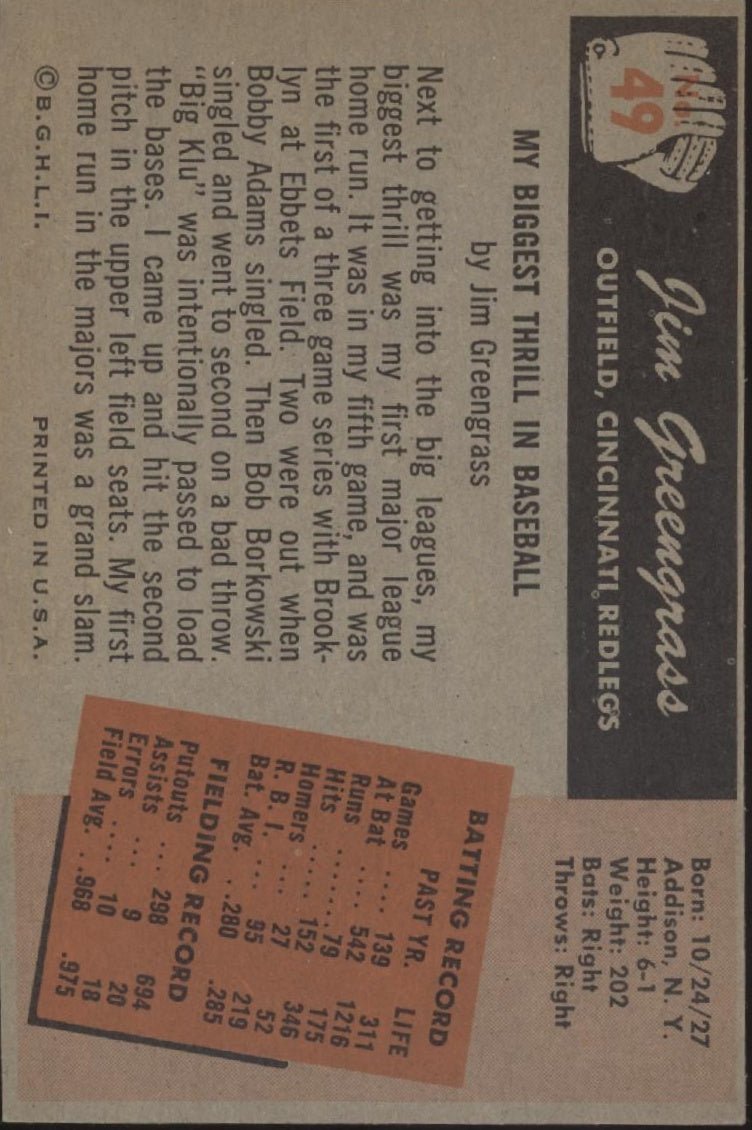 No.
49
Jim Greengrass
OUTFIELD, CINCINNATI REDLEGS
Born: 10/24/27
Addison, N. Y.
Height: 6-1
Weight: 202
Bats: Right
Throws: Right
MY BIGGEST THRILL IN BASEBALL
by Jim Greengrass
Next to getting into the big leagues, my
biggest thrill was my first major league
home run. It was in my fifth game, and was
the first of a three game series with Brook-
lyn at Ebbets Field. Two were out when
Bobby Adams singled. Then Bob Borkowski
singled and went to second on a bad throw.
"Big Klu" was intentionally passed to load
the bases. I came up and hit the second
pitch in the upper left field seats. My first
home run in the majors was a grand slam.
© B.G.H.L.I. PRINTED IN U.S.A.
BATTING RECORD
PAST YR. LIFE
Games .... 139 311
At Bat .... 542 1216
Runs ....... 79 175
Hits ...... 152 346
Homers .... 27 52
R. B. I. .... 95 219
Bat. Avg. ...280 .285
FIELDING RECORD
Putouts ... 298 694
Assists ... 9 20
Errors .... 10 18
Field Avg. ..968 .975